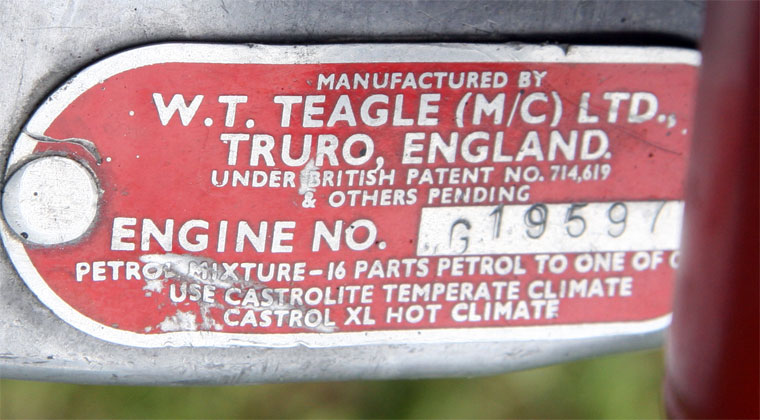 MANUFACTURED BY
W.T. TEAGLE (M/C) LTD.,
TRURO, ENGLAND.
UNDER BRITISH PATENT NO. 714,619
& OTHERS PENDING
ENGINE NO. G19597
PETROL MIXTURE-16 PARTS PETROL TO ONE OF
USE CASTROLITE TEMPERATE CLIMATE
CASTROL XL HOT CLIMATE